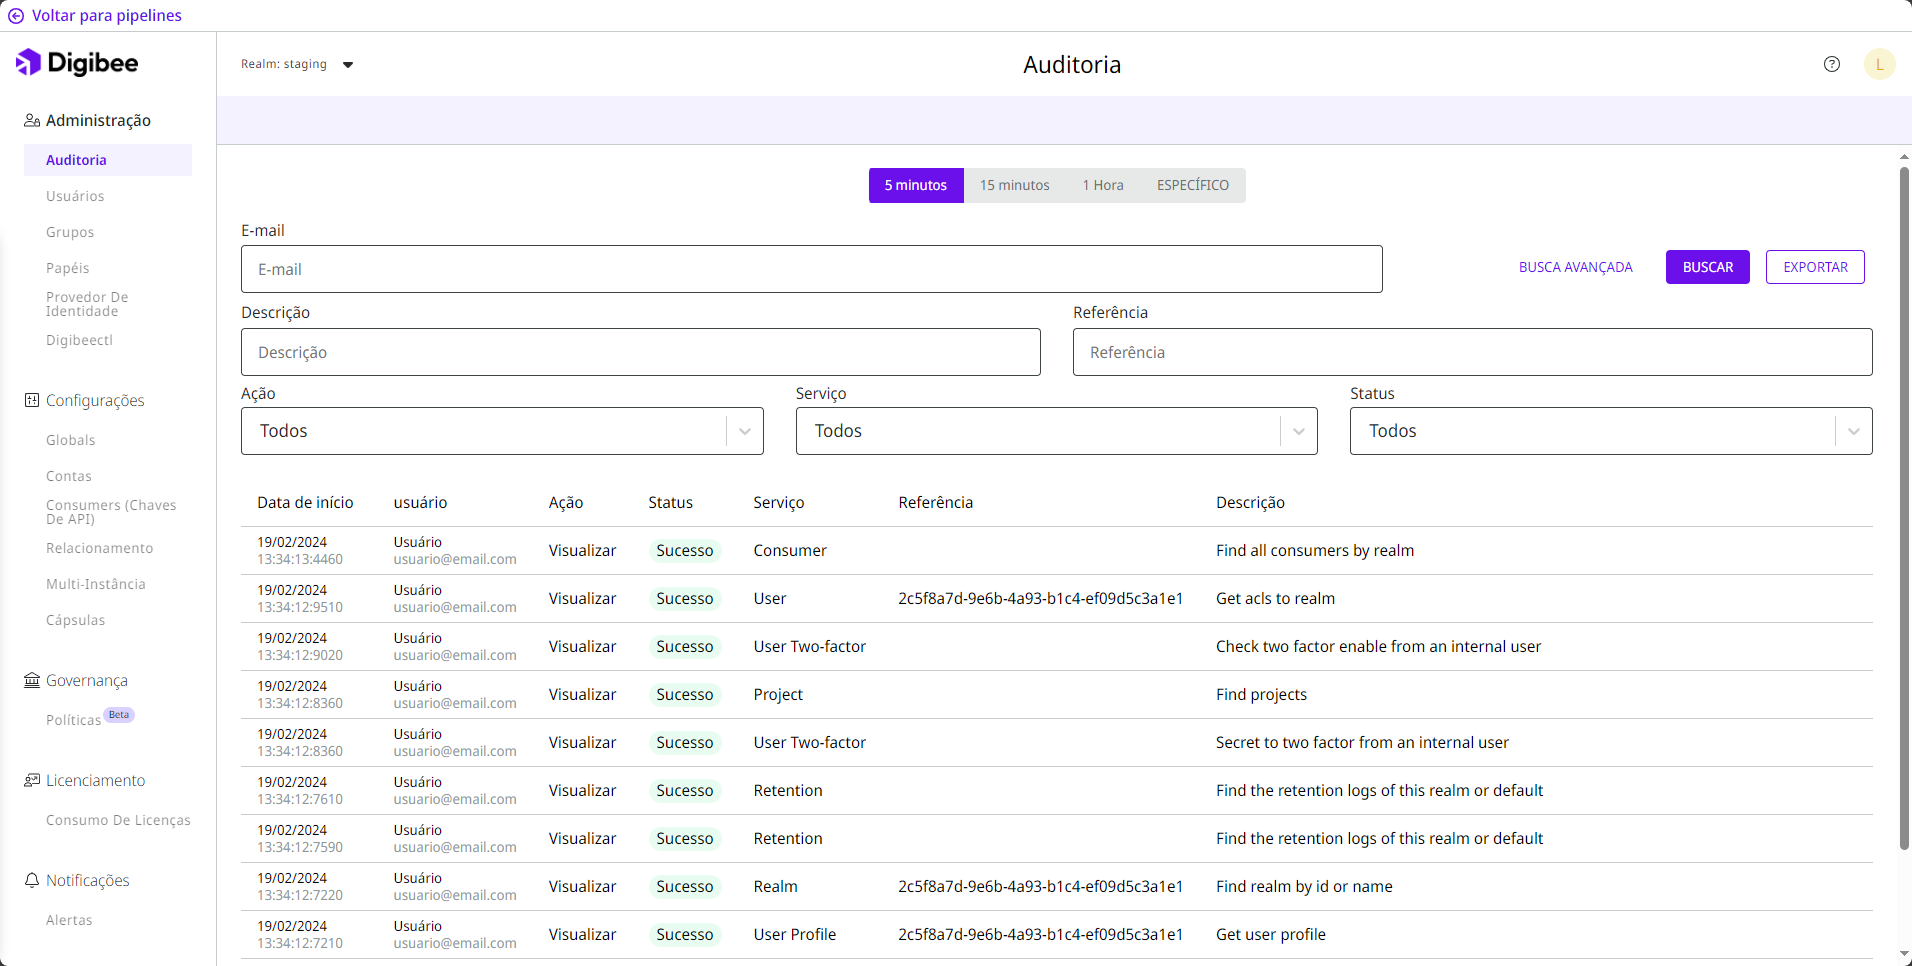 Voltar para pipelines
Digibee
Realm: staging
Auditoria
L
Administração
Auditoria
Usuários
Grupos
Papéis
Provedor De
Identidade
Digibeectl
Configurações
Globals
Contas
Consumers (Chaves
De API)
Relacionamento
Multi-Instância
Cápsulas
Governança
Políticas Beta
Licenciamento
Consumo De Licenças
Notificações
Alertas
5 minutos 15 minutos 1 Hora ESPECÍFICO
E-mail
E-mail
BUSCA AVANÇADA BUSCAR EXPORTAR
Descrição Referência
Descrição Referência
Ação Serviço Status
Todos Todos Todos
Data de início usuário Ação Status Serviço Referência Descrição
19/02/2024 Usuário
13:34:13:4460 usuario@email.com Visualizar Sucesso Consumer Find all consumers by realm
19/02/2024 Usuário
13:34:12:9510 usuario@email.com Visualizar Sucesso User 2c5f8a7d-9e6b-4a93-b1c4-ef09d5c3a1e1 Get acls to realm
19/02/2024 Usuário
13:34:12:9020 usuario@email.com Visualizar Sucesso User Two-factor Check two factor enable from an internal user
19/02/2024 Usuário
13:34:12:8360 usuario@email.com Visualizar Sucesso Project Find projects
19/02/2024 Usuário
13:34:12:8360 usuario@email.com Visualizar Sucesso User Two-factor Secret to two factor from an internal user
19/02/2024 Usuário
13:34:12:7610 usuario@email.com Visualizar Sucesso Retention Find the retention logs of this realm or default
19/02/2024 Usuário
13:34:12:7590 usuario@email.com Visualizar Sucesso Retention Find the retention logs of this realm or default
19/02/2024 Usuário
13:34:12:7220 usuario@email.com Visualizar Sucesso Realm 2c5f8a7d-9e6b-4a93-b1c4-ef09d5c3a1e1 Find realm by id or name
19/02/2024 Usuário
13:34:12:7210 usuario@email.com Visualizar Sucesso User Profile 2c5f8a7d-9e6b-4a93-b1c4-ef09d5c3a1e1 Get user profile